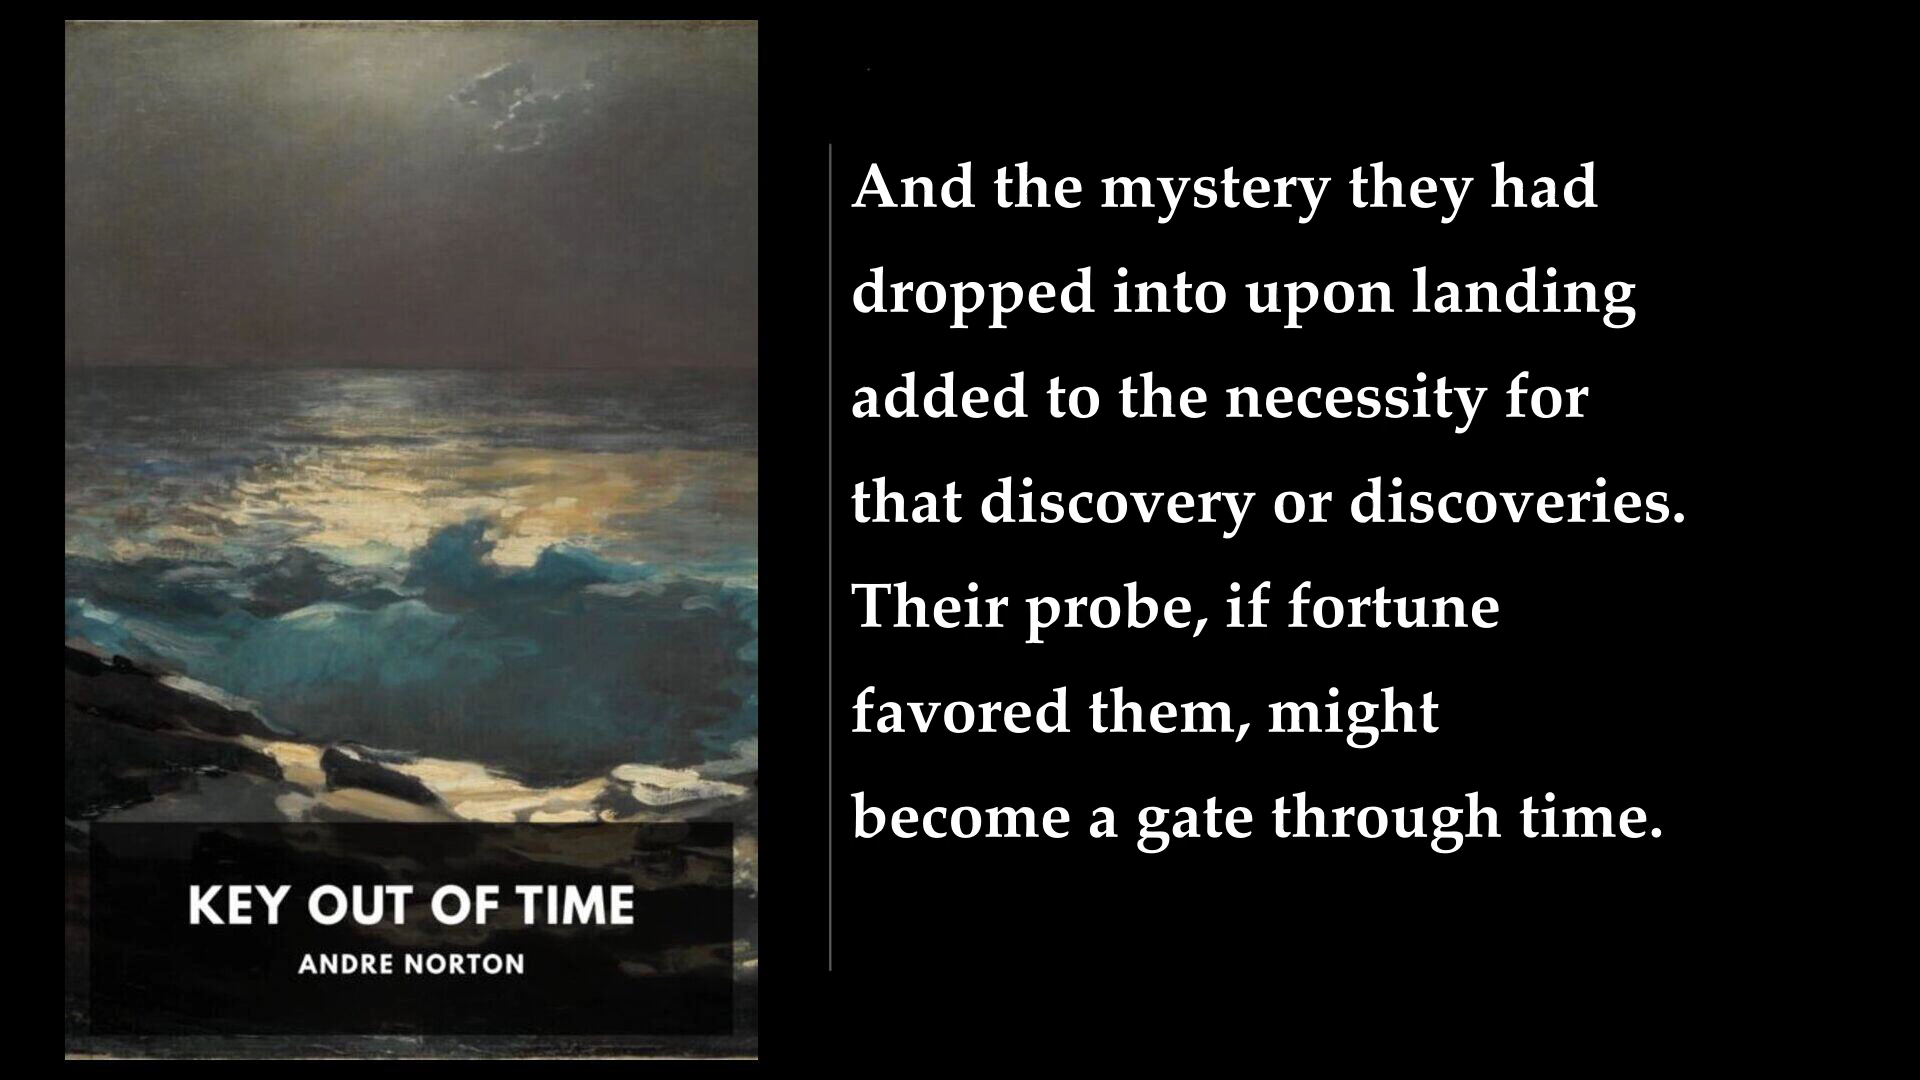 KEY OUT OF TIME
ANDRE NORTON
And the mystery they had
dropped into upon landing
added to the necessity for
that discovery or discoveries.
Their probe, if fortune
favored them, might
become a gate through time.